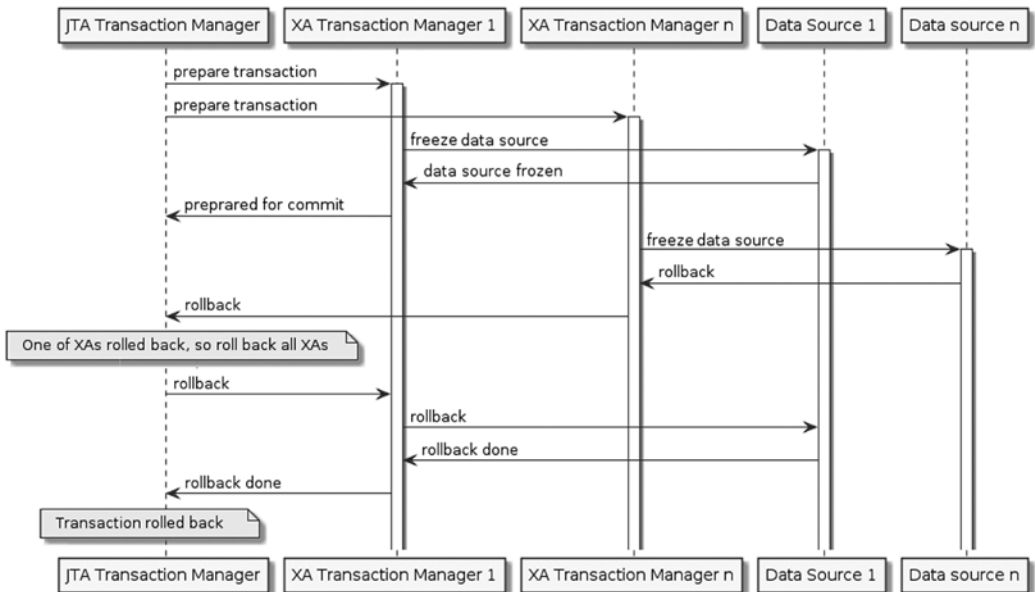 JTA Transaction Manager
XA Transaction Manager 1
XA Transaction Manager n
Data Source 1
Data source n
prepare transaction
prepare transaction
freeze data source
data source frozen
preprared for commit
freeze data source
rollback
rollback
One of XAs rolled back, so roll back all XAs
rollback
rollback
rollback done
rollback done
Transaction rolled back
JTA Transaction Manager
XA Transaction Manager 1
XA Transaction Manager n
Data Source 1
Data source n